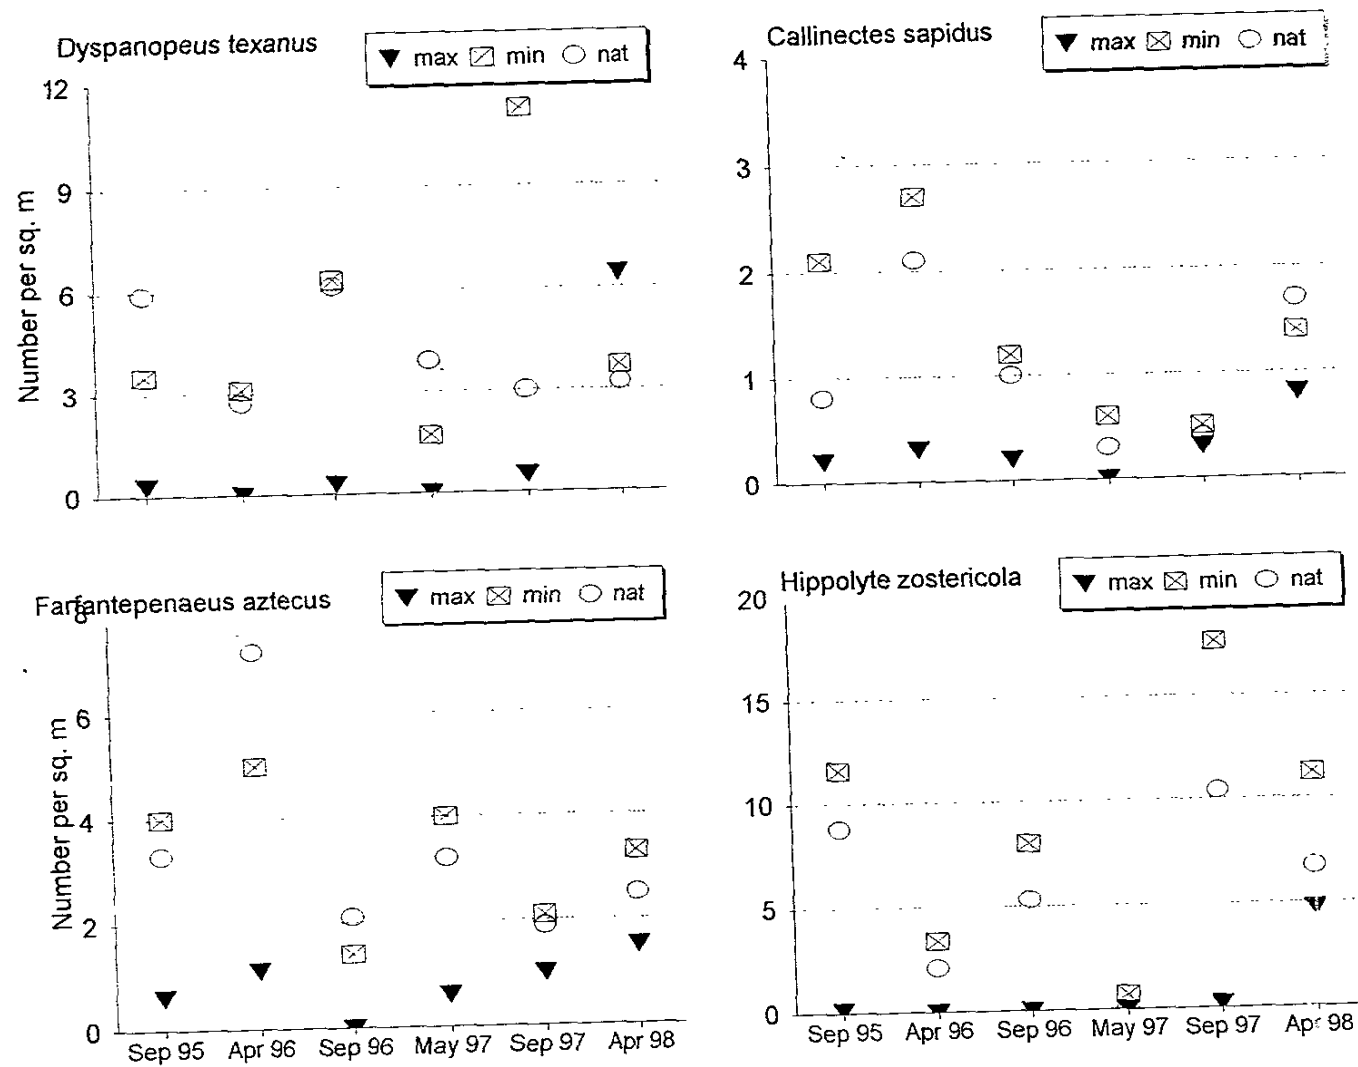 Dyspanopeus texanus
max min nat
12
9
6
3
0
Number per sq. m
Callinectes sapidus
max min nat
4
3
2
1
0
Farfantepenaeus aztecus
max min nat
8
6
4
2
0
Number per sq. m
Sep 95 Apr 96 Sep 96 May 97 Sep 97 Apr 98
Hippolyte zostericola
max min nat
20
15
10
5
0
Sep 95 Apr 96 Sep 96 May 97 Sep 97 Apr 98